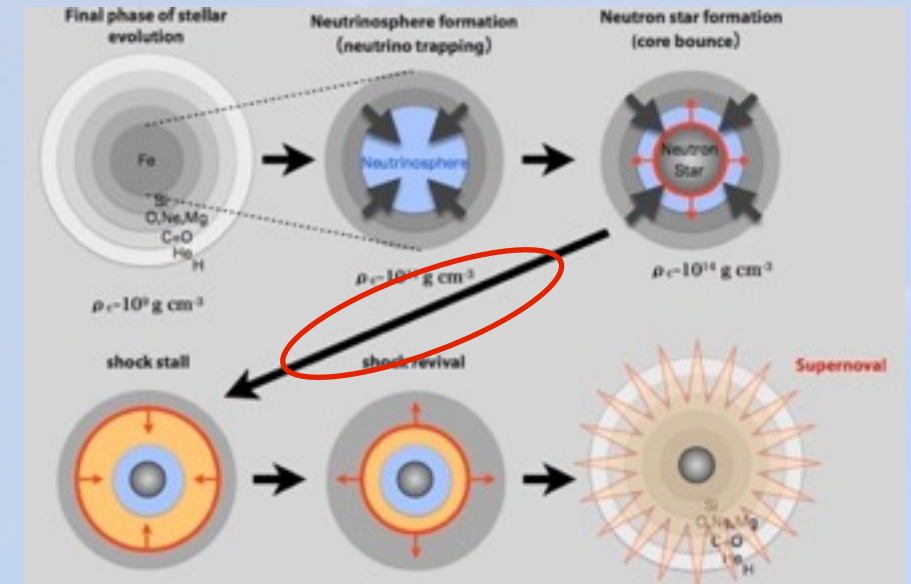 Final phase of stellar
evolution
Neutrinosphere formation
(neutrino trapping)
Neutron star formation
(core bounce)
Fe
Si
O,Ne,Mg
C+O
He
H
Neutrinosphere
Neutron
Star
ρc~10⁹ g cm⁻³
g cm⁻³
ρc~10¹⁴ g cm⁻³
shock stall
shock revival
Supernova!
Si
O,Ne,Mg
C+O
He
H